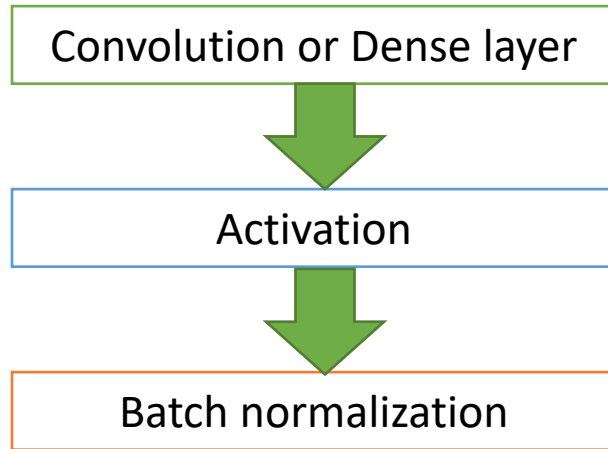 Convolution or Dense layer
Activation
Batch normalization